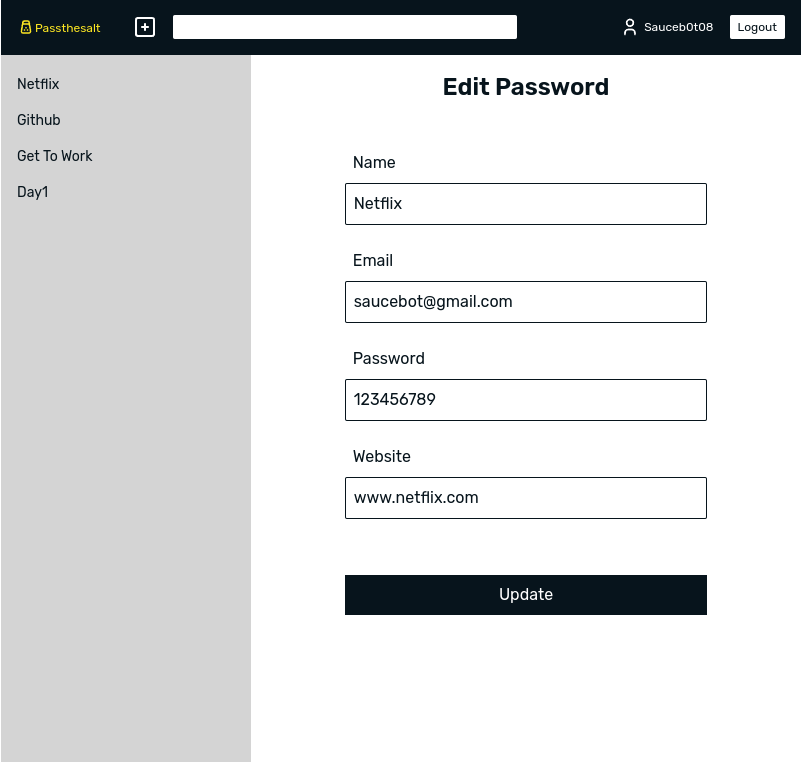 Passthesalt
Sauceb0t08
Logout
Netflix
Github
Get To Work
Day1
Edit Password
Name
Netflix
Email
saucebot@gmail.com
Password
123456789
Website
www.netflix.com
Update